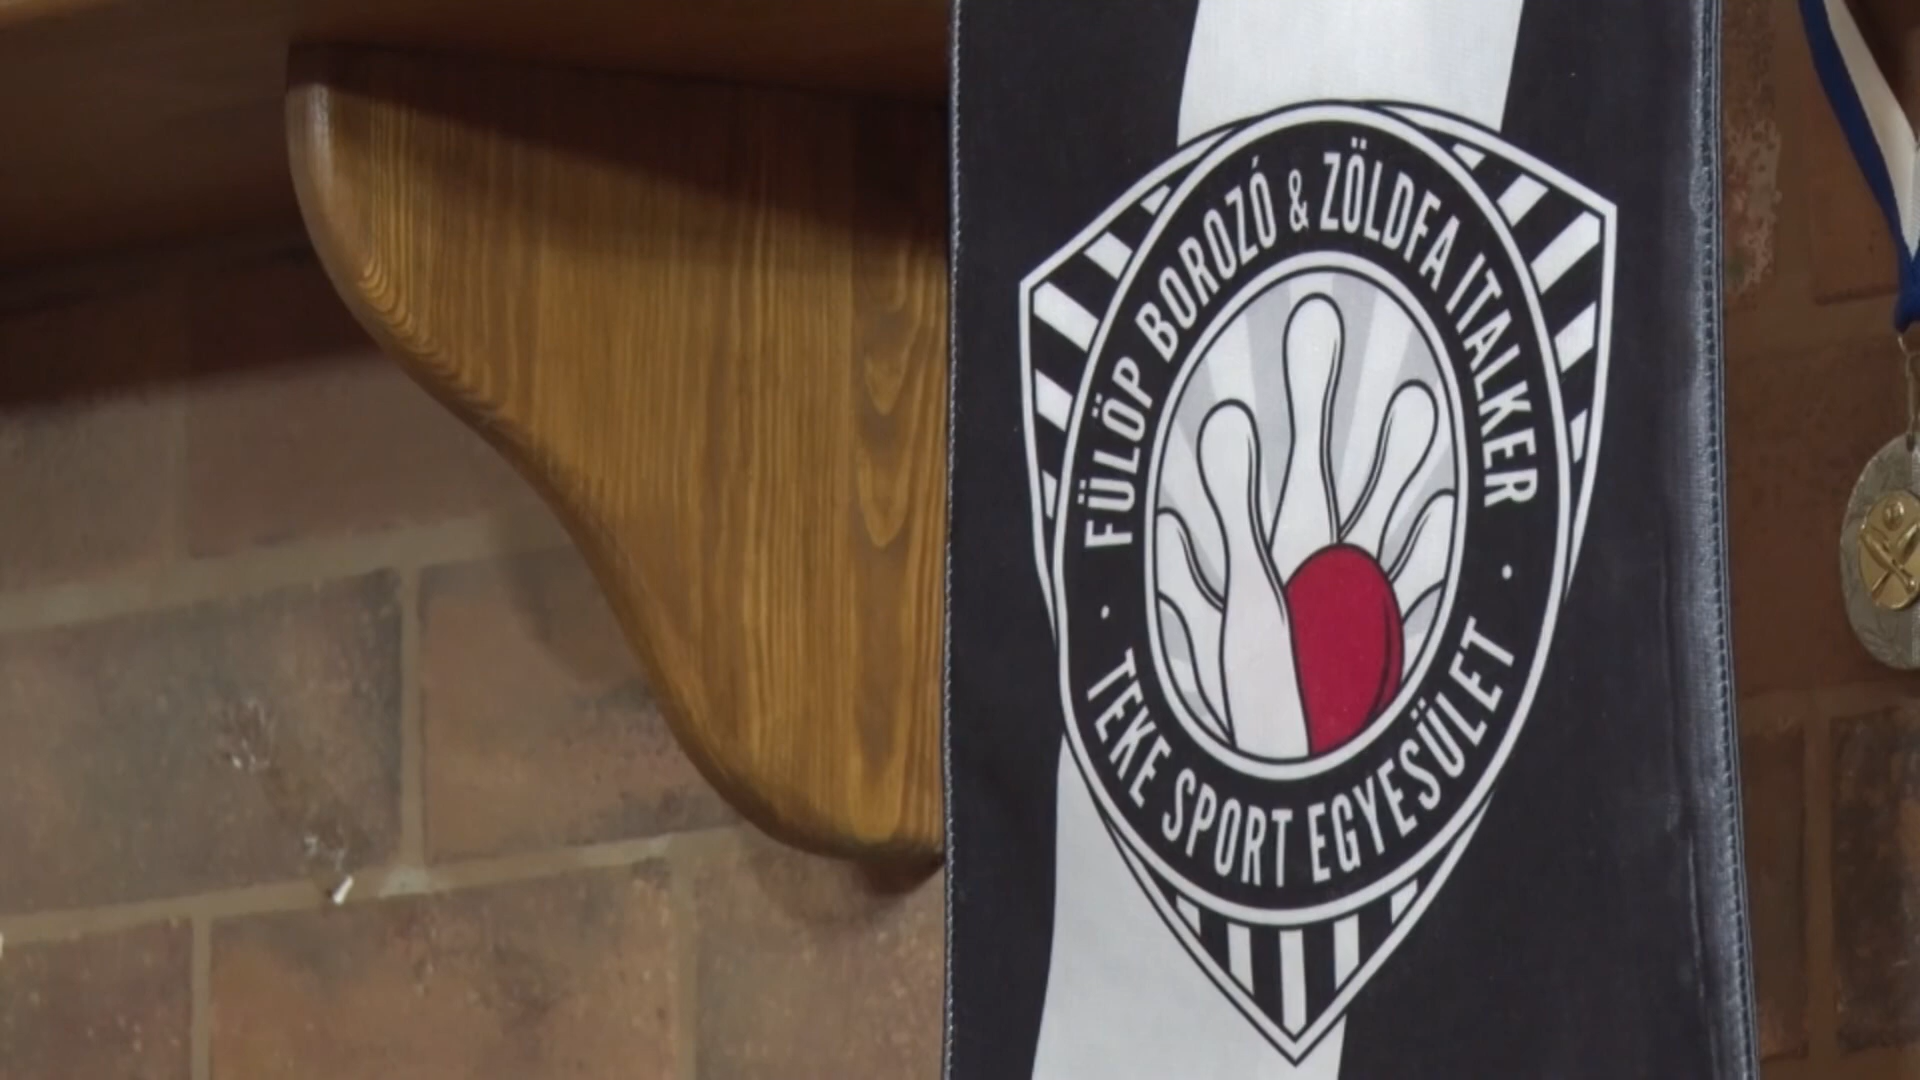 FÜLÖP BOROZÓ & ZÖLDFA ITALKER
· TEKE SPORT EGYESÜLET ·